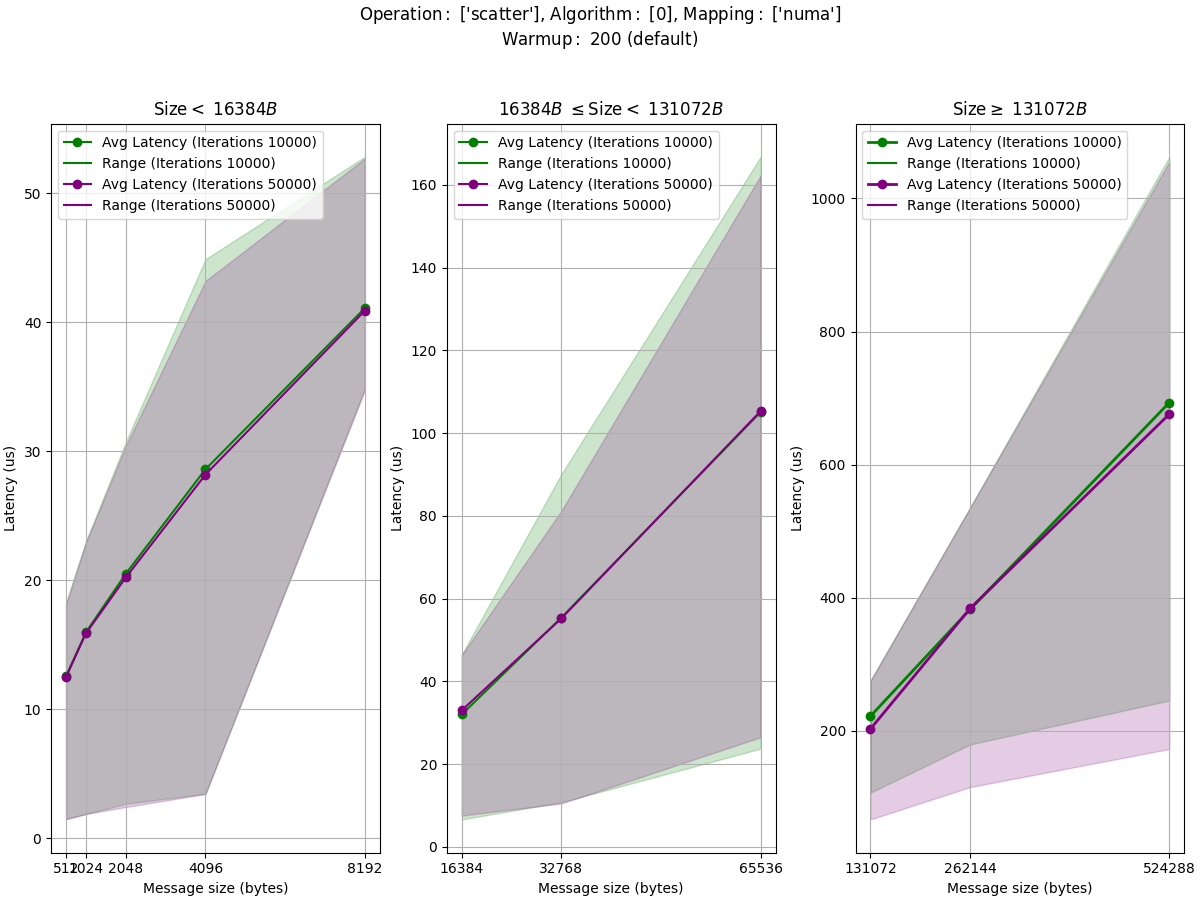 Operation: ['scatter'], Algorithm: [0], Mapping: ['numa']
Warmup: 200 (default)
Size < 16384B
Avg Latency (Iterations 10000)
Range (Iterations 10000)
Avg Latency (Iterations 50000)
Range (Iterations 50000)
50
40
30
20
10
0
Latency (us)
512 1024 2048 4096 8192
Message size (bytes)
16384B ≤ Size < 131072B
Avg Latency (Iterations 10000)
Range (Iterations 10000)
Avg Latency (Iterations 50000)
Range (Iterations 50000)
160
140
120
100
80
60
40
20
0
Latency (us)
16384 32768 65536
Message size (bytes)
Size ≥ 131072B
Avg Latency (Iterations 10000)
Range (Iterations 10000)
Avg Latency (Iterations 50000)
Range (Iterations 50000)
1000
800
600
400
200
Latency (us)
131072 262144 524288
Message size (bytes)